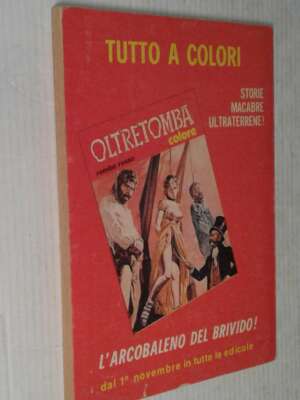 TUTTO A COLORI
STORIE
MACABRE
ULTRATERRENE!
OLTRETOMBA
colore
L'ARCOBALENO DEL BRIVIDO!
dal 1° novembre in tutte le edicole